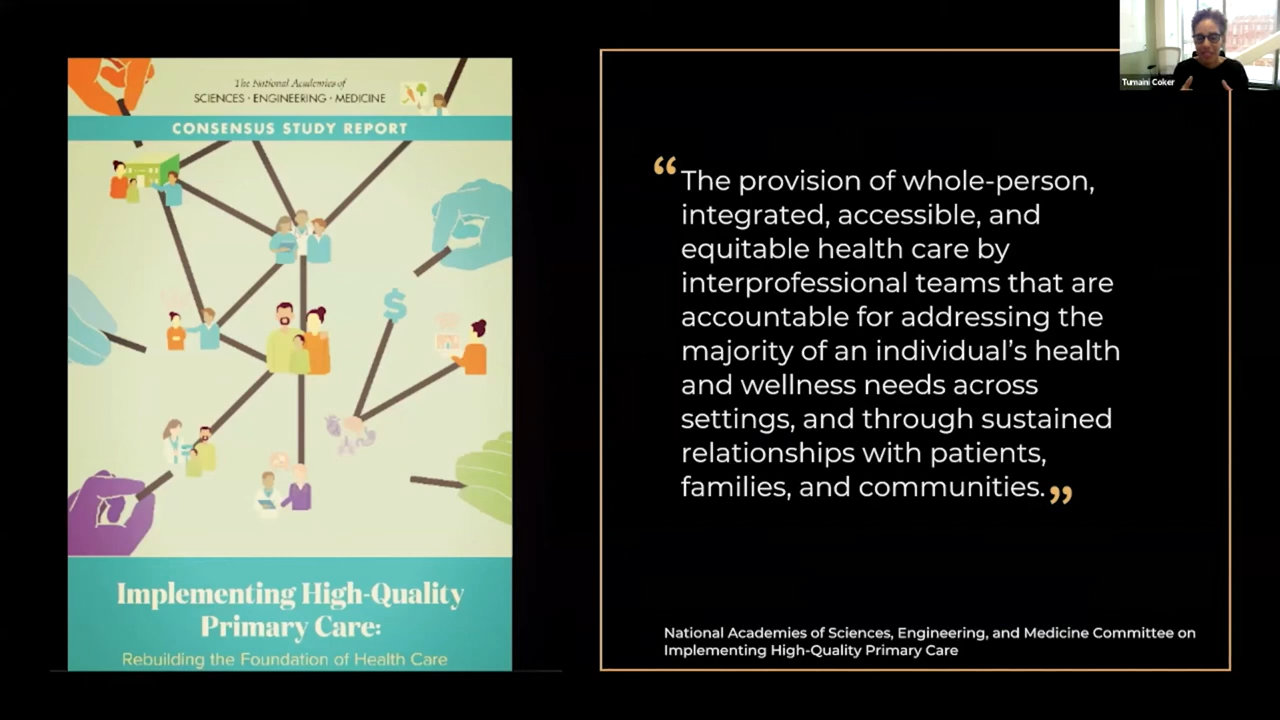 The National Academies of
SCIENCES · ENGINEERING · MEDICINE
CONSENSUS STUDY REPORT
$
Implementing High-Quality
Primary Care:
Rebuilding the Foundation of Health Care
“The provision of whole-person,
integrated, accessible, and
equitable health care by
interprofessional teams that are
accountable for addressing the
majority of an individual’s health
and wellness needs across
settings, and through sustained
relationships with patients,
families, and communities.”
National Academies of Sciences, Engineering, and Medicine Committee on
Implementing High-Quality Primary Care
Tumaini Coker